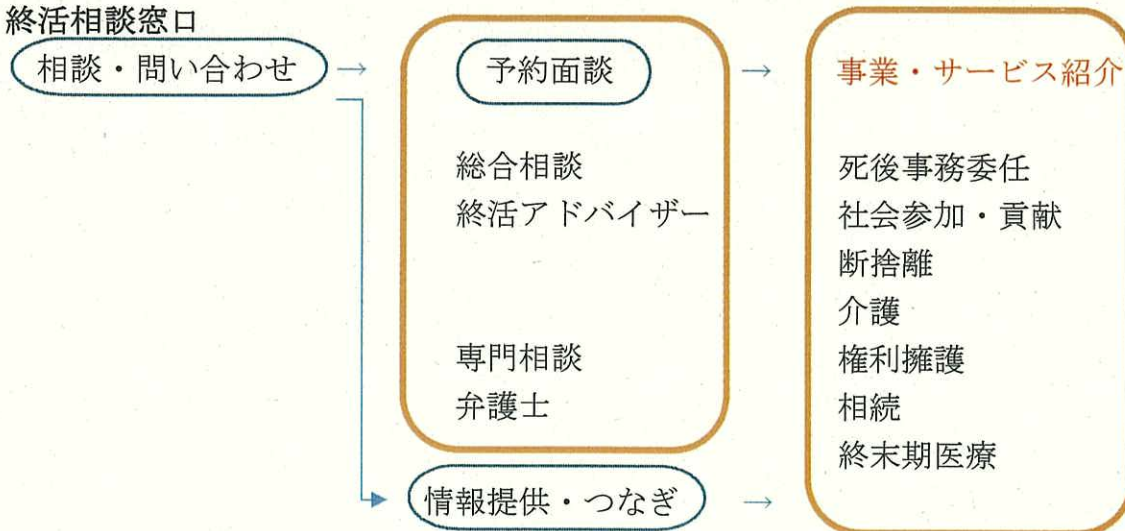 終活相談窓口
相談・問い合わせ → 予約面談 → 事業・サービス紹介
総合相談
終活アドバイザー
専門相談
弁護士
死後事務委任
社会参加・貢献
断捨離
介護
権利擁護
相続
終末期医療
情報提供・つなぎ →